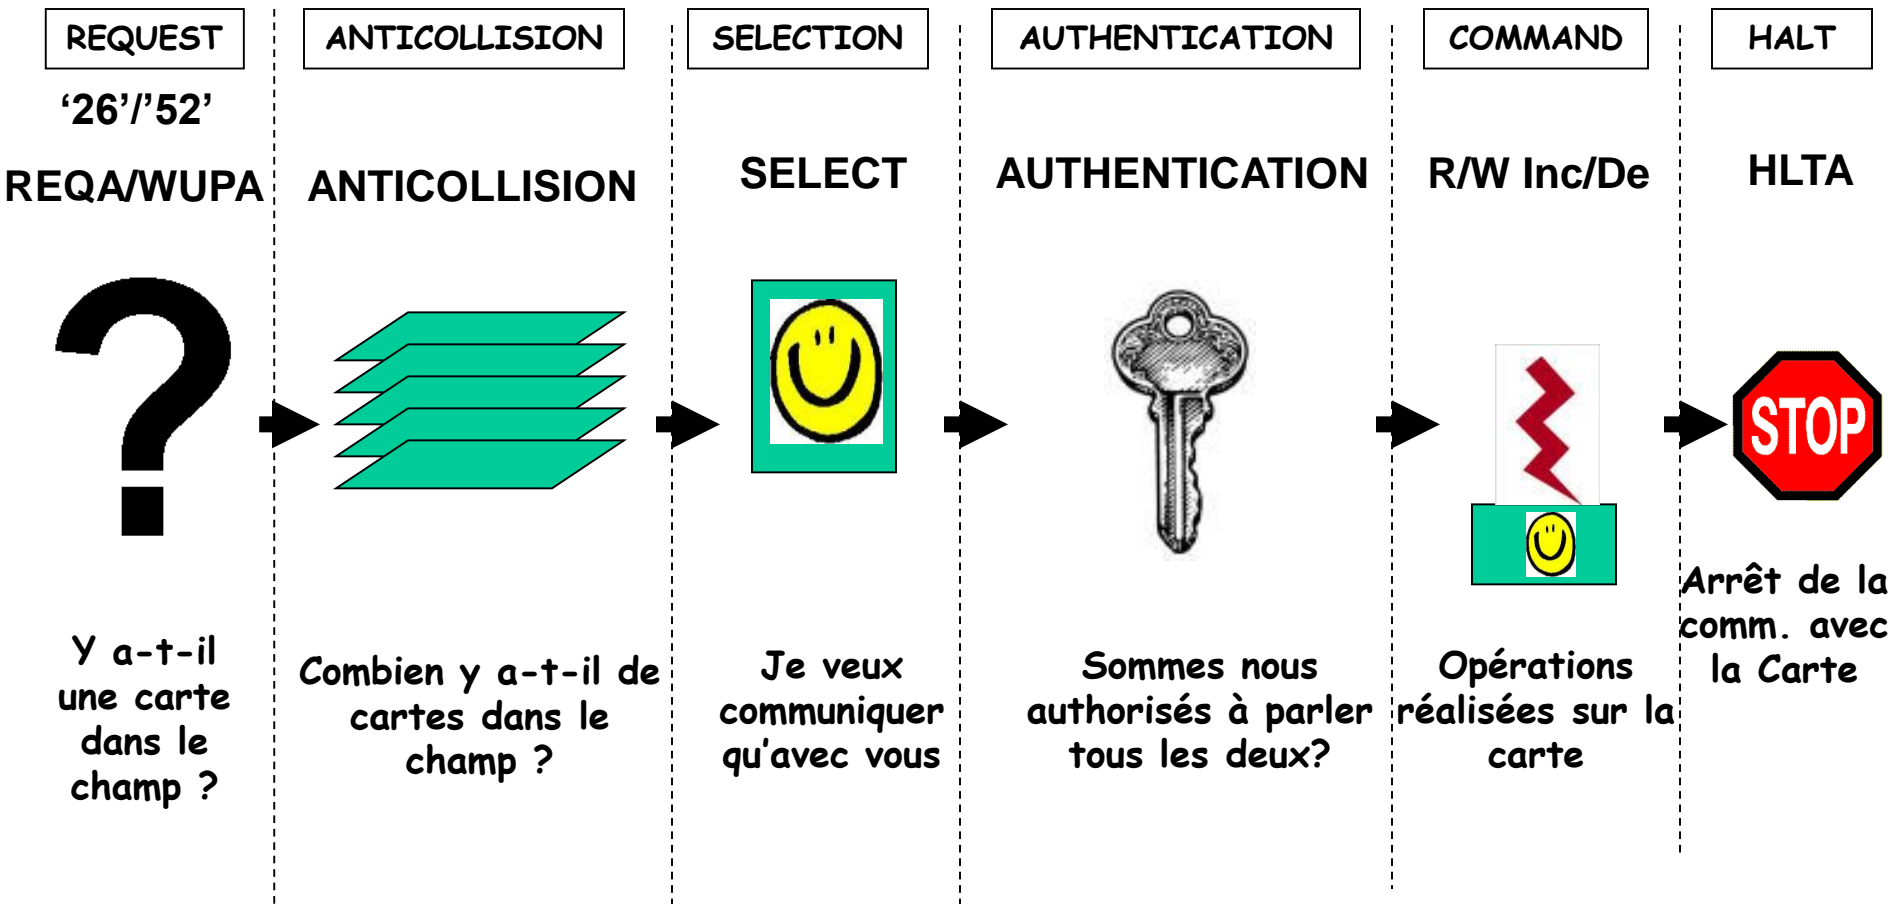 REQUEST
'26'/'52'
REQA/WUPA
Y a-t-il
une carte
dans le
champ ?
ANTICOLLISION
ANTICOLLISION
Combien y a-t-il de
cartes dans le
champ ?
SELECTION
SELECT
Je veux
communiquer
qu'avec vous
AUTHENTICATION
AUTHENTICATION
Sommes nous
authorisés à parler
tous les deux?
COMMAND
R/W Inc/De
Opérations
réalisées sur la
carte
HALT
HLTA
STOP
Arrêt de la
comm. avec
la Carte